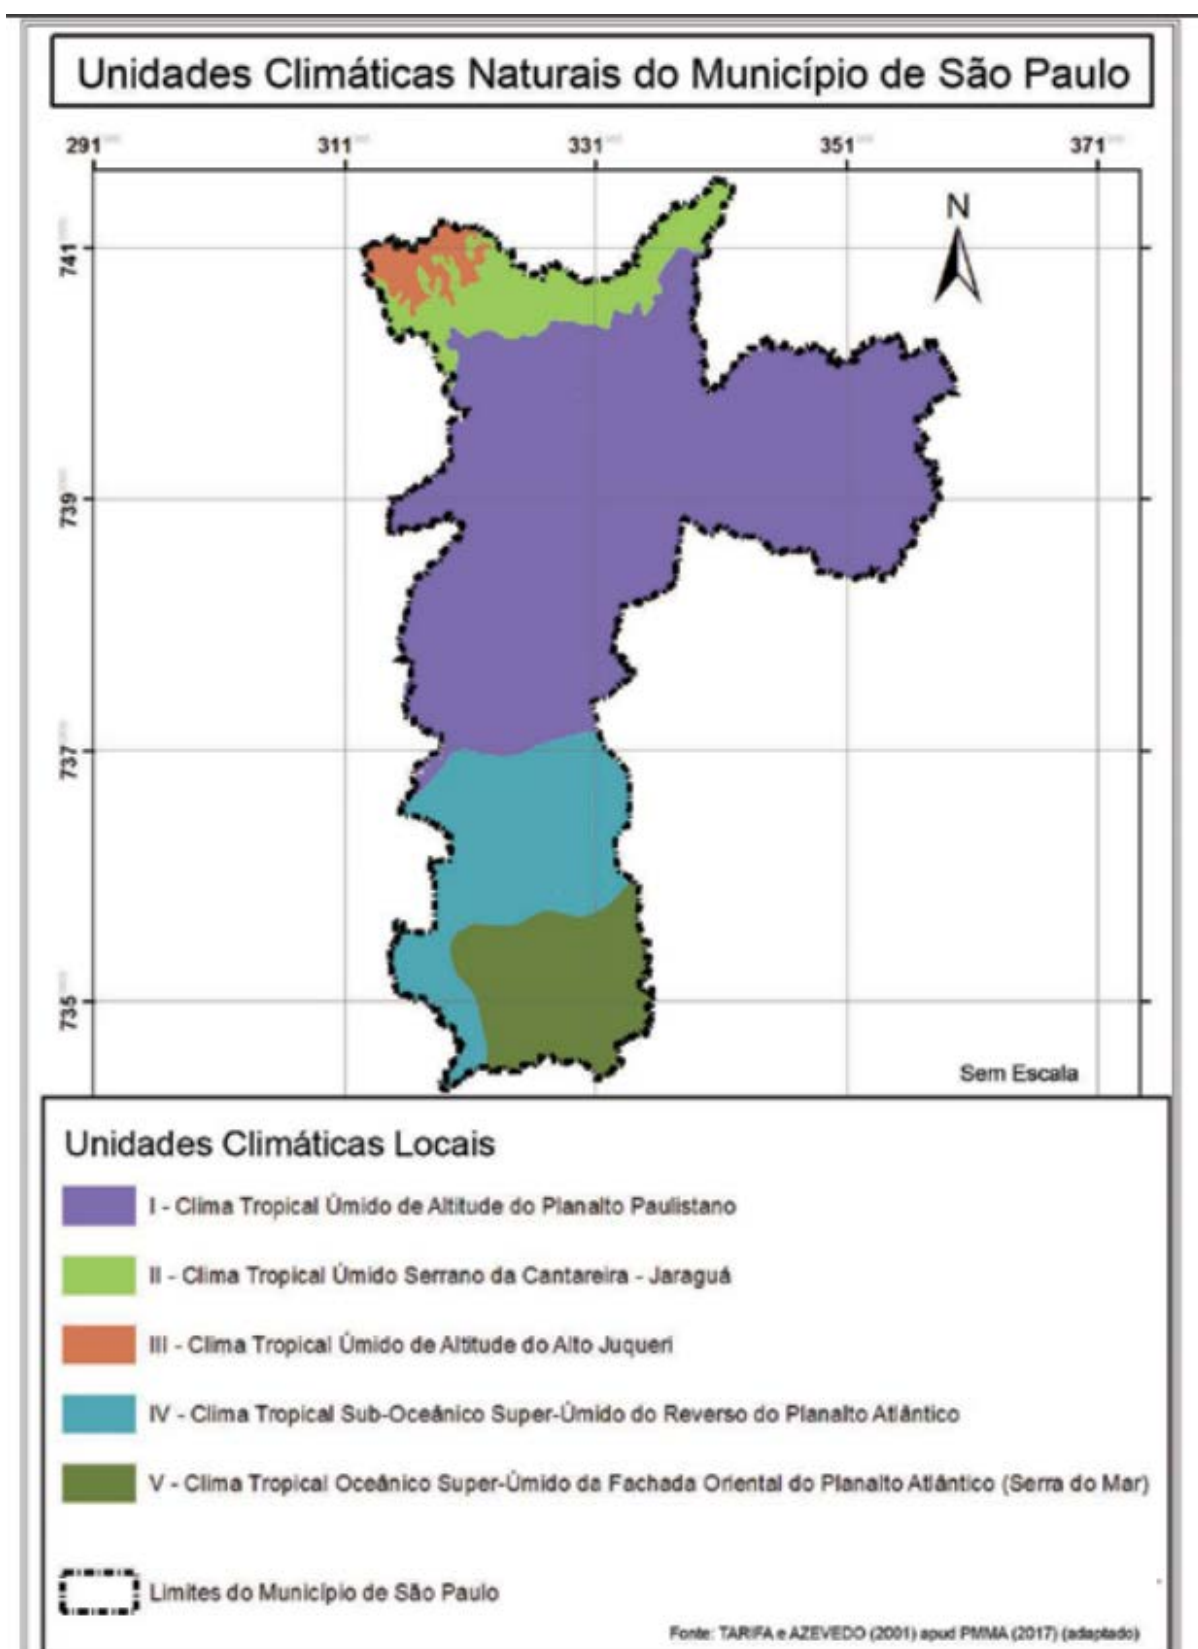 Unidades Climáticas Naturais do Município de São Paulo
291 311 331 351 371
N
741
739
737
735
Sem Escala
Unidades Climáticas Locais
I - Clima Tropical Úmido de Altitude do Planalto Paulistano
II - Clima Tropical Úmido Serrano da Cantareira - Jaraguá
III - Clima Tropical Úmido de Altitude do Alto Juqueri
IV - Clima Tropical Sub-Oceânico Super-Úmido do Reverso do Planalto Atlântico
V - Clima Tropical Oceânico Super-Úmido da Fachada Oriental do Planalto Atlântico (Serra do Mar)
Limites do Município de São Paulo
Fonte: TARIFA e AZEVEDO (2001) apud PMMA (2017) (adaptado)